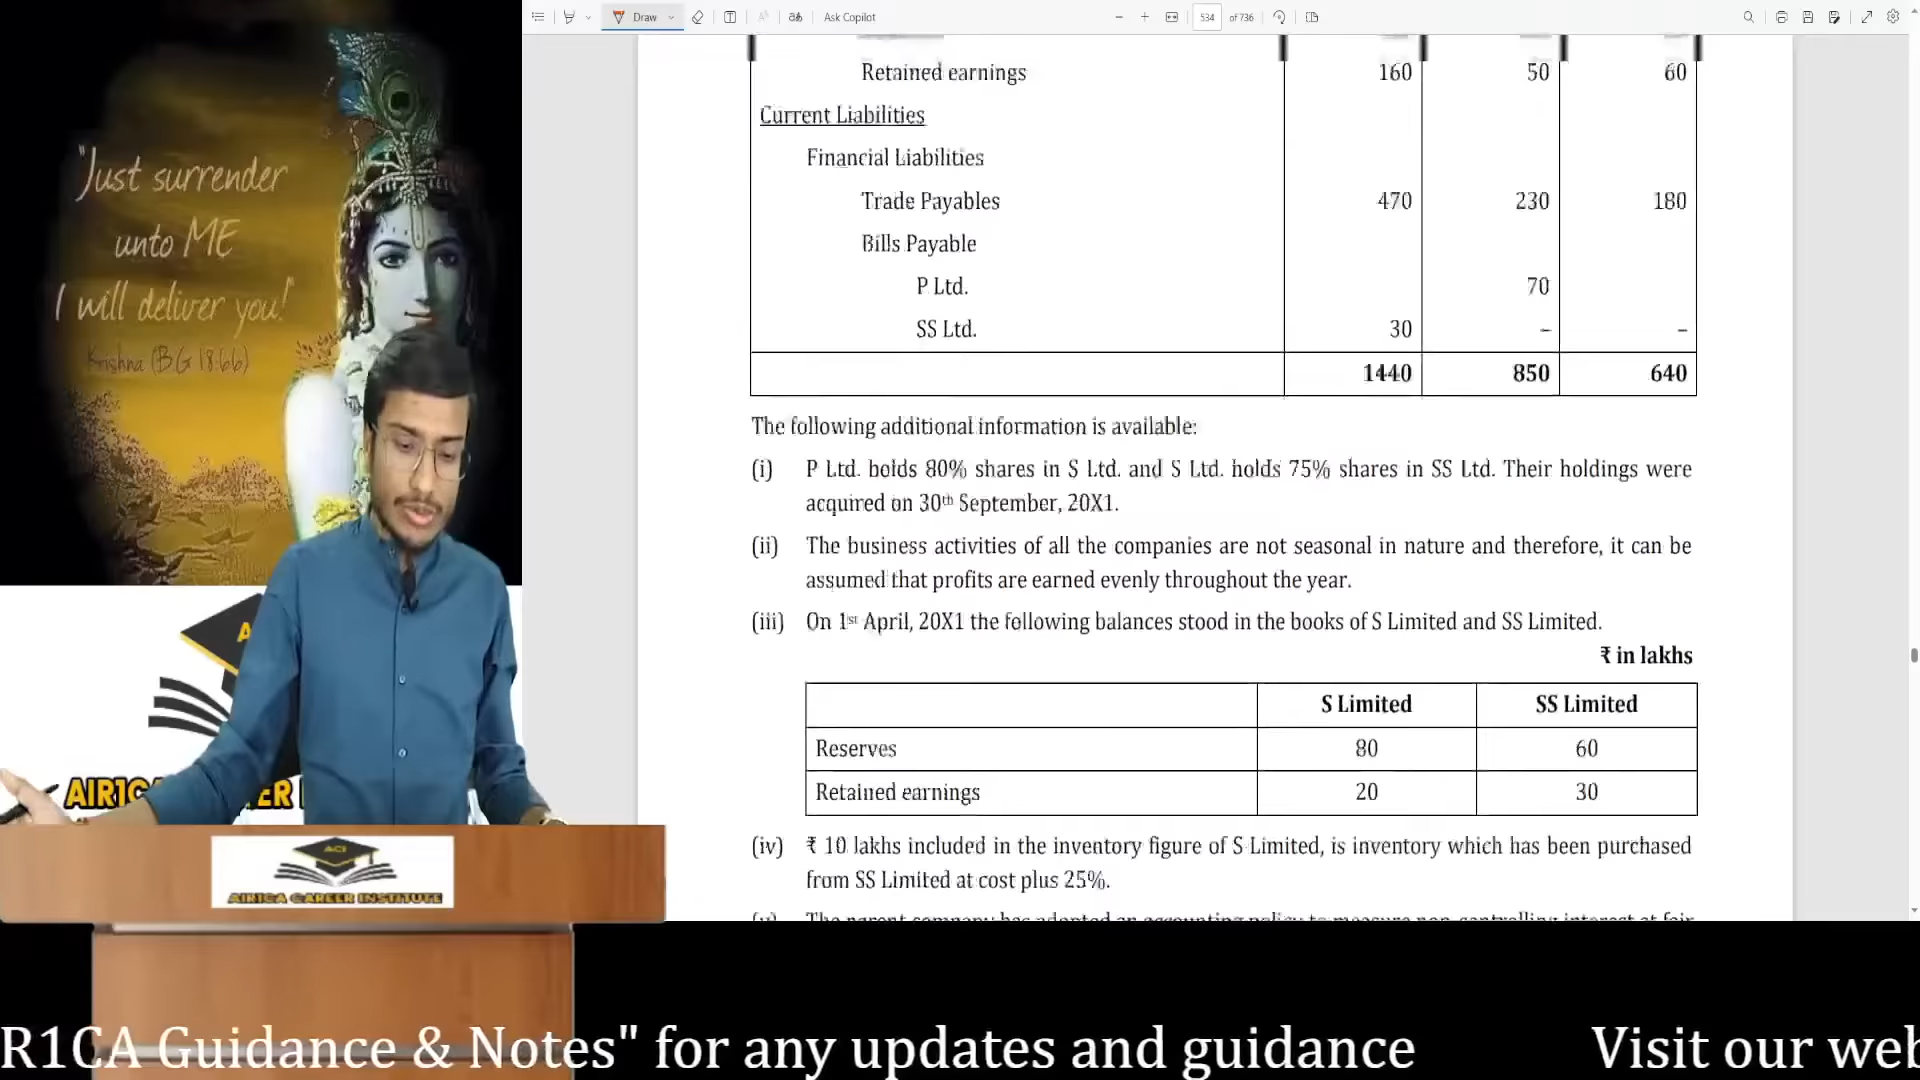 "Just surrender
unto ME
I will deliver you!"
Krishna (BG 18:66)
ACI
AIR1CA CAREER INSTITUTE
Draw
Ask Copilot
534 of 736
Retained earnings 160 50 60
Current Liabilities
Financial Liabilities
Trade Payables 470 230 180
Bills Payable
P Ltd. 70
SS Ltd. 30 – –
1440 850 640
The following additional information is available:
(i) P Ltd. holds 80% shares in S Ltd. and S Ltd. holds 75% shares in SS Ltd. Their holdings were
acquired on 30th September, 20X1.
(ii) The business activities of all the companies are not seasonal in nature and therefore, it can be
assumed that profits are earned evenly throughout the year.
(iii) On 1st April, 20X1 the following balances stood in the books of S Limited and SS Limited.
₹ in lakhs
S Limited SS Limited
Reserves 80 60
Retained earnings 20 30
(iv) ₹ 10 lakhs included in the inventory figure of S Limited, is inventory which has been purchased
from SS Limited at cost plus 25%.
R1CA Guidance & Notes" for any updates and guidance Visit our web